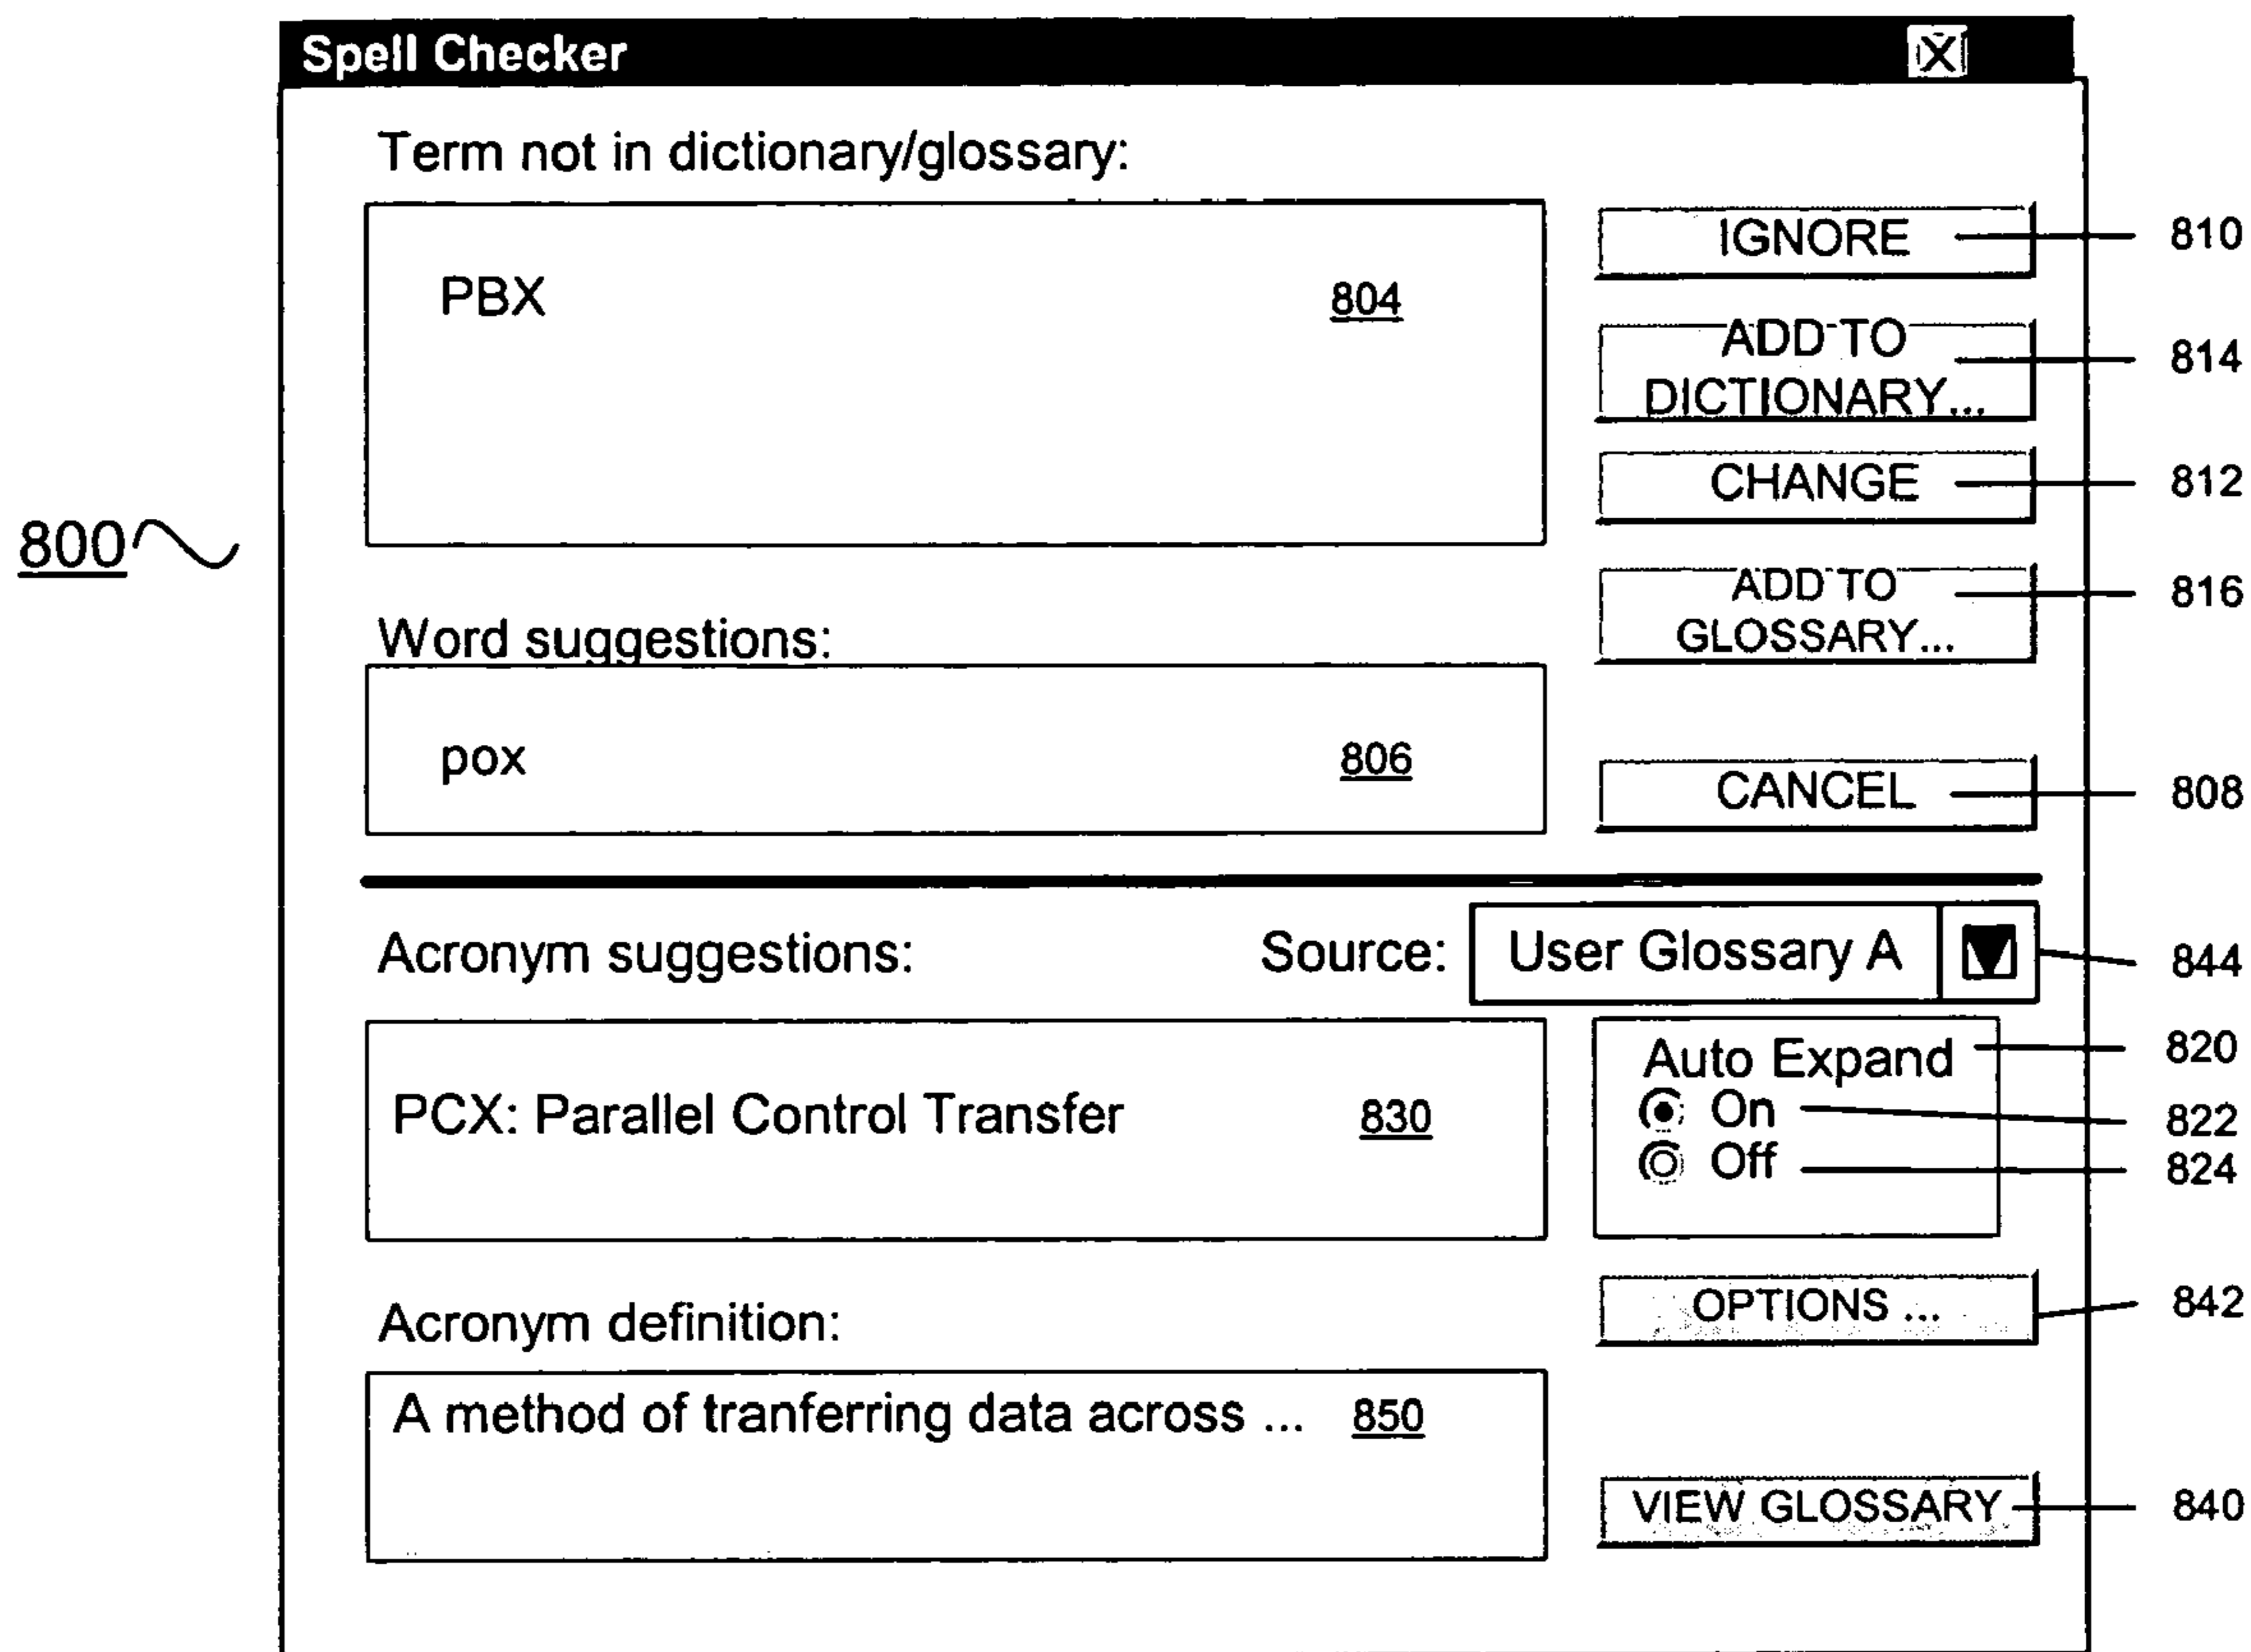 Spell Checker X
Term not in dictionary/glossary:
PBX 804
IGNORE 810
ADD TO 814
DICTIONARY...
CHANGE 812
800
ADD TO 816
GLOSSARY...
Word suggestions:
pox 806
CANCEL 808
Acronym suggestions: Source: User Glossary A 844
PCX: Parallel Control Transfer 830
Auto Expand 820
On 822
Off 824
OPTIONS ... 842
Acronym definition:
A method of tranferring data across ... 850
VIEW GLOSSARY 840